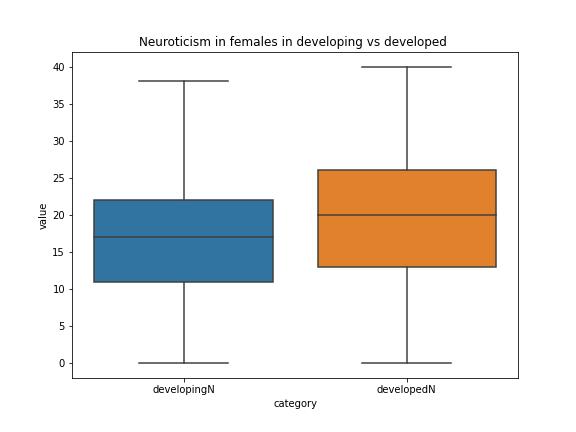 Neuroticism in females in developing vs developed
value
40
35
30
25
20
15
10
5
0
developingN
developedN
category